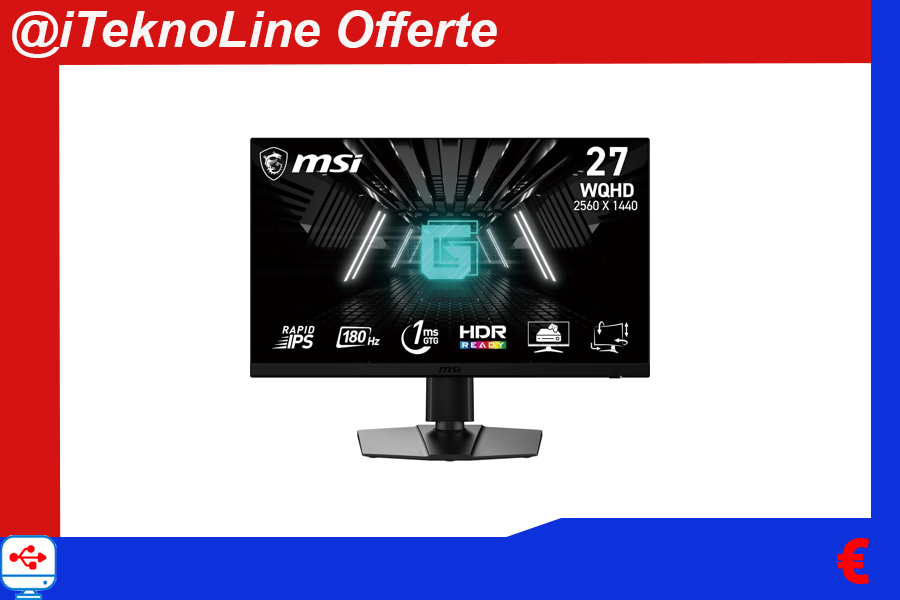 @iTeknoLine Offerte
msi
27
WQHD
2560 X 1440
G
RAPID
IPS
180Hz
1ms
GTG
HDR
READY
msi
€